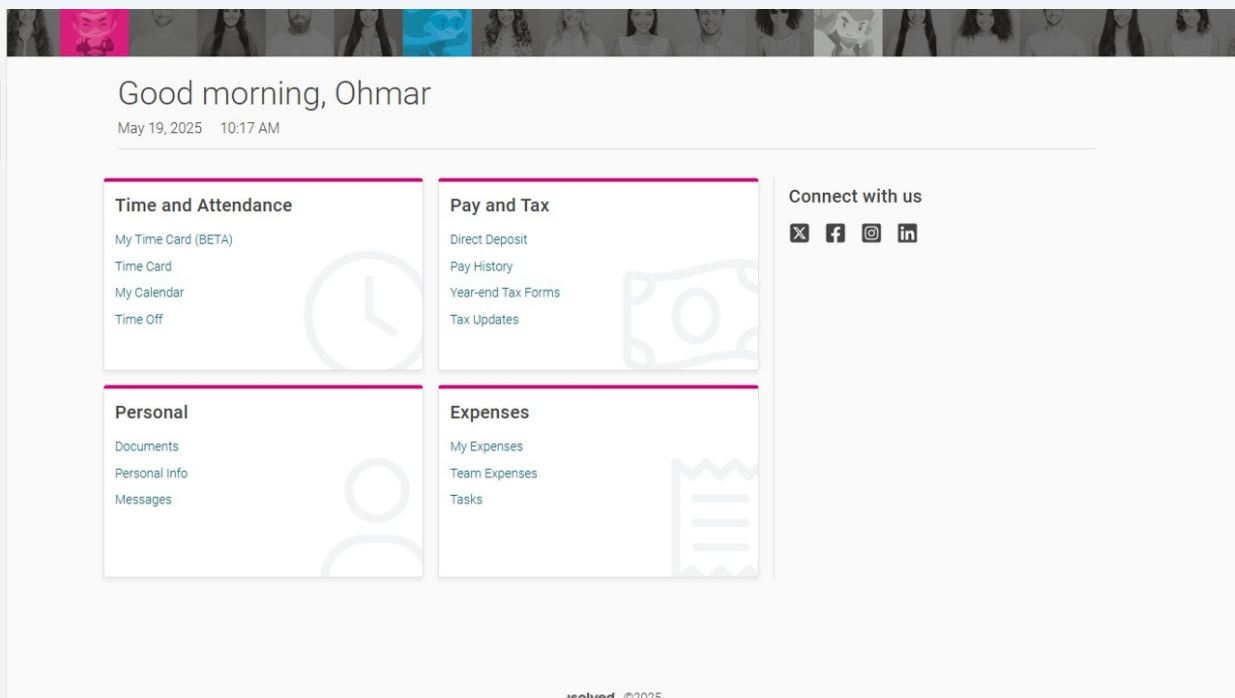 Good morning, Ohmar
May 19, 2025 10:17 AM
Time and Attendance
My Time Card (BETA)
Time Card
My Calendar
Time Off
Pay and Tax
Direct Deposit
Pay History
Year-end Tax Forms
Tax Updates
Connect with us
Personal
Documents
Personal Info
Messages
Expenses
My Expenses
Team Expenses
Tasks
isolved ©2025